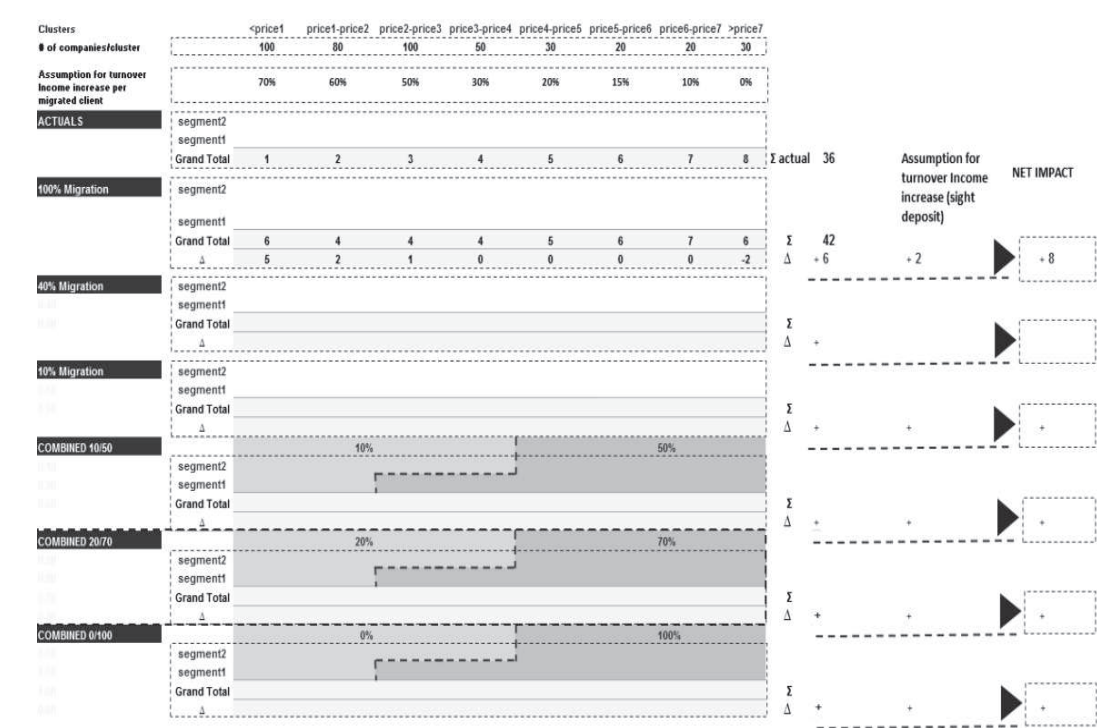 Clusters <price1 price1-price2 price2-price3 price3-price4 price4-price5 price5-price6 price6-price7 >price7
# of companies/cluster 100 80 100 50 30 20 20 30
Assumption for turnover
Income increase per
migrated client
70% 60% 50% 30% 20% 15% 10% 0%
ACTUALS segment2
segment1
Grand Total 1 2 3 4 5 6 7 8 Σ actual 36
Assumption for
turnover Income
increase (sight
deposit)
NET IMPACT
100% Migration segment2
segment1
Grand Total 6 4 4 4 5 6 7 6 Σ 42
Δ 5 2 1 0 0 0 0 -2 Δ + 6 + 2 + 8
40% Migration segment2
segment1
Grand Total Σ
Δ Δ +
10% Migration segment2
segment1
Grand Total Σ
Δ Δ + + +
COMBINED 10/50 10% 50%
segment2
segment1
Grand Total Σ
Δ Δ + + +
COMBINED 20/70 20% 70%
segment2
segment1
Grand Total Σ
Δ Δ + + +
COMBINED 0/100 0% 100%
segment2
segment1
Grand Total Σ
Δ Δ + + +